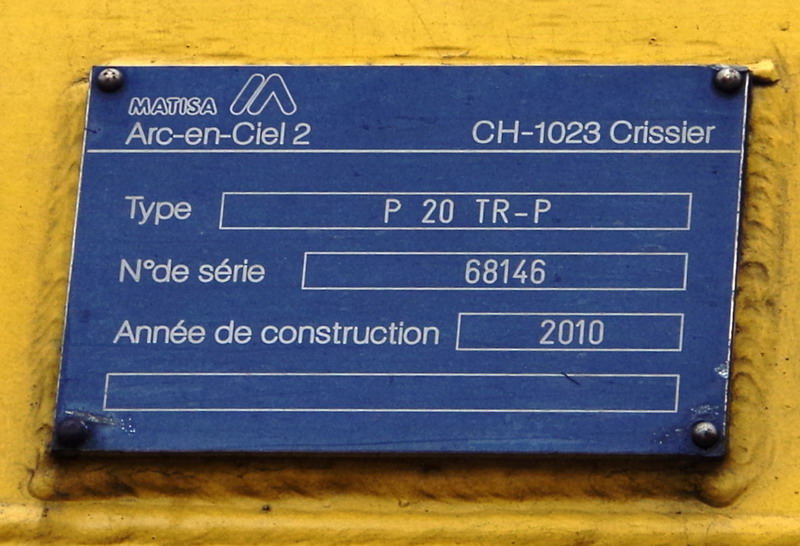 MATISA
Arc-en-Ciel 2 CH-1023 Crissier
Type P 20 TR-P
N°de série 68146
Année de construction 2010